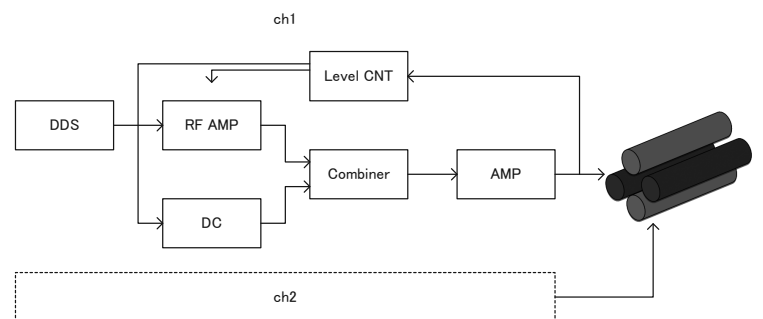 ch1
Level CNT
DDS
RF AMP
Combiner
AMP
DC
ch2